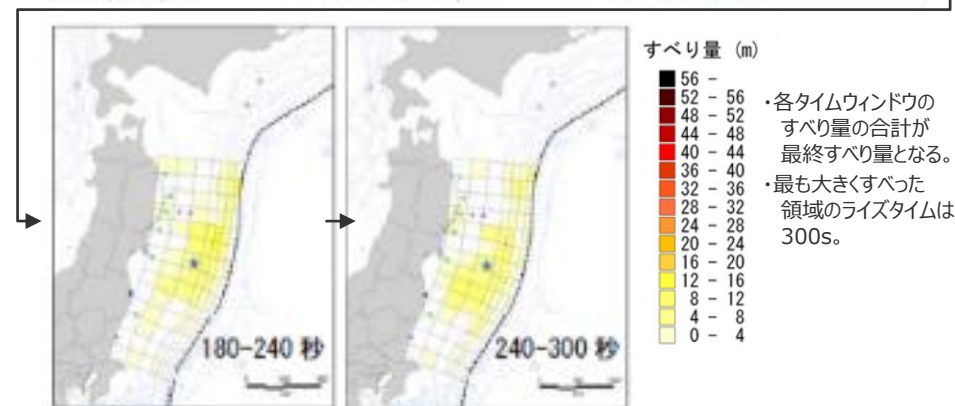 すべり量 (m)
56 -
52 - 56
48 - 52
44 - 48
40 - 44
36 - 40
32 - 36
28 - 32
24 - 28
20 - 24
16 - 20
12 - 16
8 - 12
4 - 8
0 - 4
・各タイムウィンドウの
すべり量の合計が
最終すべり量となる。
・最も大きくすべった
領域のライズタイムは
300s。
180-240 秒
240-300 秒